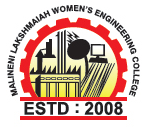 MALINENI LAKSHMAIAH WOMEN'S ENGINEERING COLLEGE
ESTD : 2008